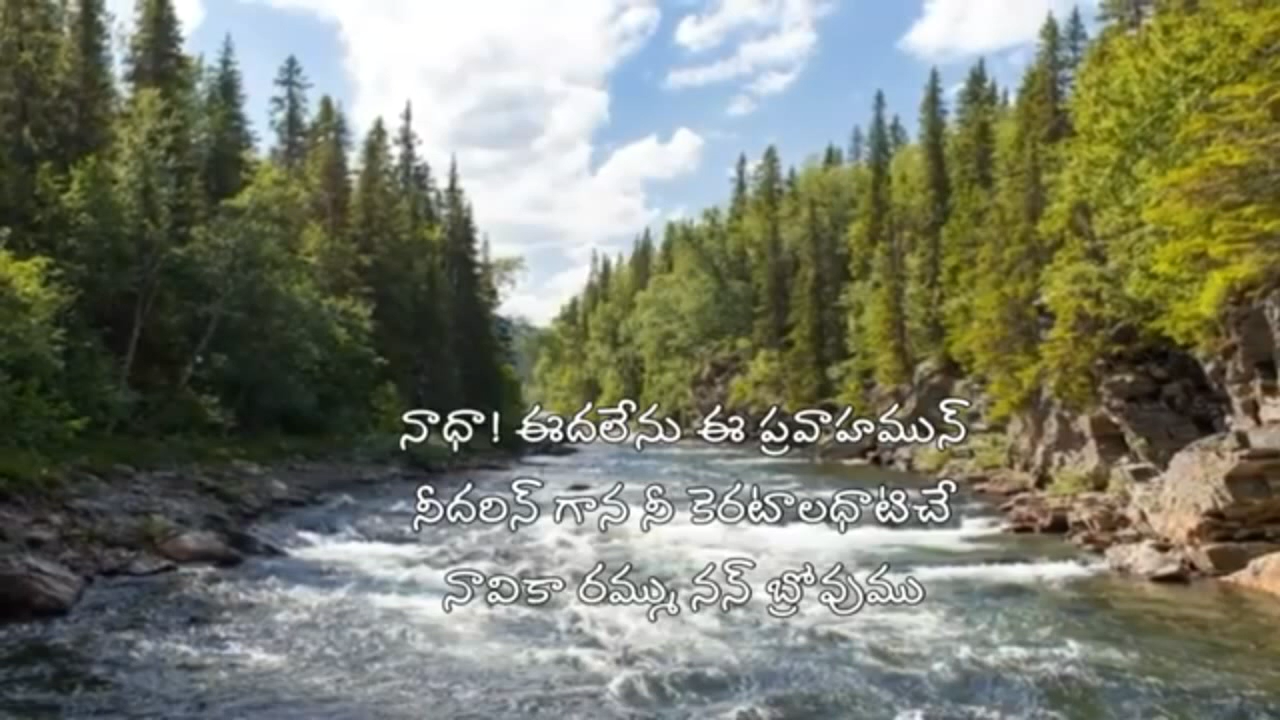 నాధా! ఈదలేను ఈ ప్రవాహమున్
నీదరిన్ గాన నీ కెరటాలధాటిచే
నావికా రమ్ము నన్ బ్రోవుము